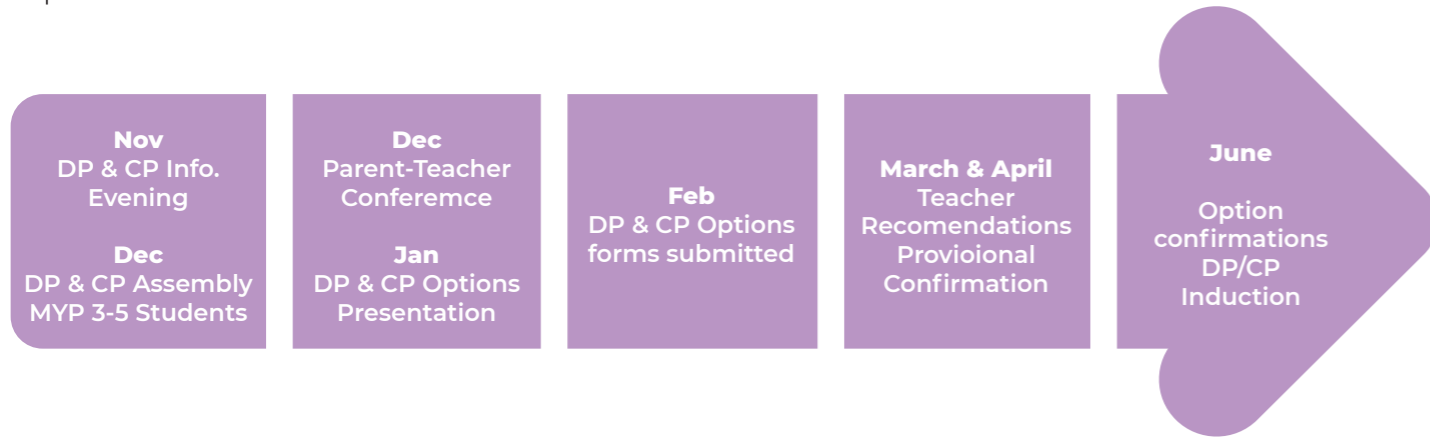 Nov
DP & CP Info.
Evening
Dec
DP & CP Assembly
MYP 3-5 Students
Dec
Parent-Teacher
Conferemce
Jan
DP & CP Options
Presentation
Feb
DP & CP Options
forms submitted
March & April
Teacher
Recomendations
Provioional
Confirmation
June
Option
confirmations
DP/CP
Induction